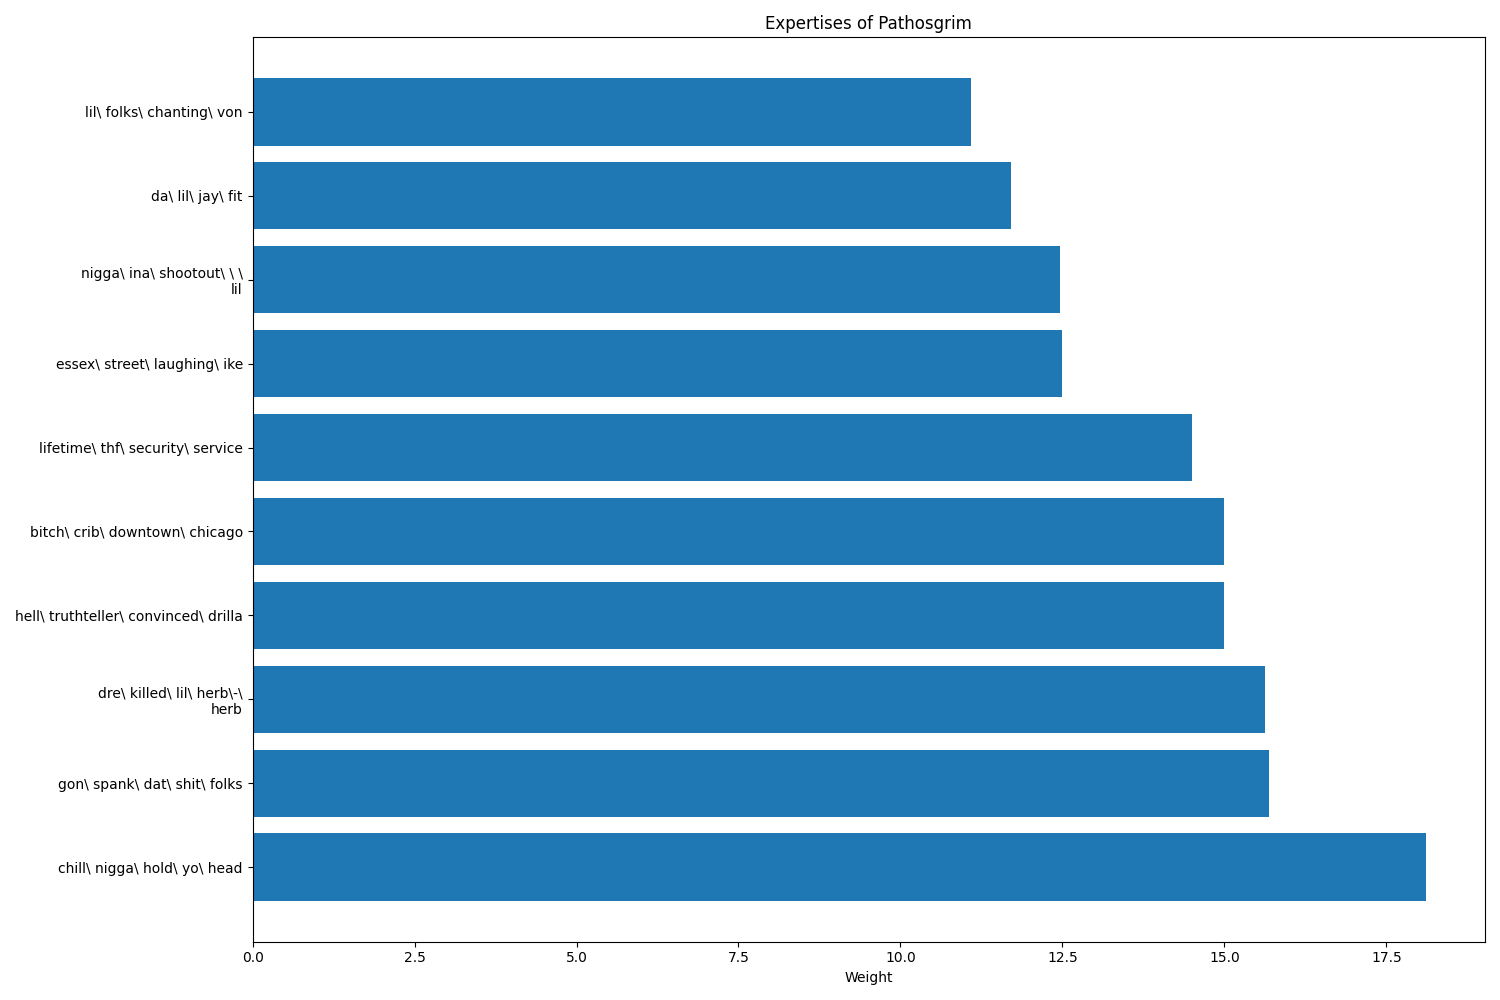 Expertises of Pathosgrim
lil\ folks\ chanting\ von
da\ lil\ jay\ fit
nigga\ ina\ shootout\ \ \
lil
essex\ street\ laughing\ ike
lifetime\ thf\ security\ service
bitch\ crib\ downtown\ chicago
hell\ truthteller\ convinced\ drilla
dre\ killed\ lil\ herb\-\
herb
gon\ spank\ dat\ shit\ folks
chill\ nigga\ hold\ yo\ head
0.0 2.5 5.0 7.5 10.0 12.5 15.0 17.5
Weight